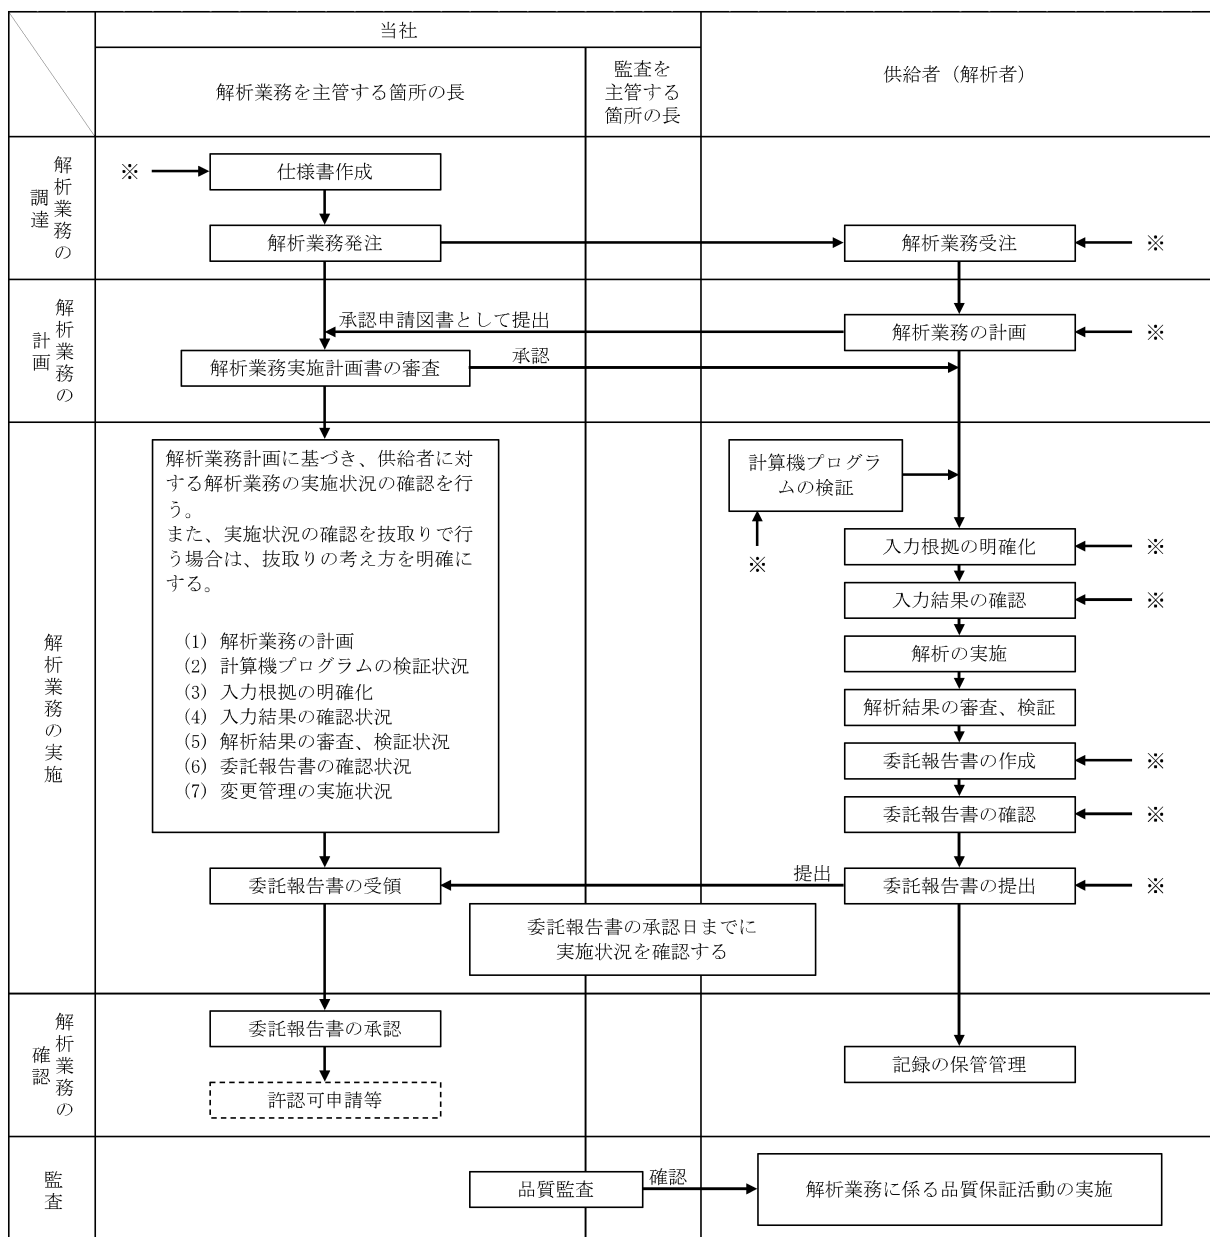 当社
解析業務を主管する箇所の長
監査を
主管する
箇所の長
供給者（解析者）
解析業務の
調達
※
仕様書作成
解析業務発注
解析業務受注
※
解析業務の
計画
承認申請図書として提出
解析業務の計画
※
解析業務実施計画書の審査
承認
解析業務の実施
解析業務計画に基づき、供給者に対
する解析業務の実施状況の確認を行
う。
また、実施状況の確認を抜取りで行
う場合は、抜取りの考え方を明確に
する。
(1) 解析業務の計画
(2) 計算機プログラムの検証状況
(3) 入力根拠の明確化
(4) 入力結果の確認状況
(5) 解析結果の審査、検証状況
(6) 委託報告書の確認状況
(7) 変更管理の実施状況
計算機プログラ
ムの検証
※
入力根拠の明確化
※
入力結果の確認
※
解析の実施
解析結果の審査、検証
委託報告書の作成
※
委託報告書の確認
※
委託報告書の受領
提出
委託報告書の提出
※
委託報告書の承認日までに
実施状況を確認する
解析業務の
確認
委託報告書の承認
記録の保管管理
許認可申請等
監査
品質監査
確認
解析業務に係る品質保証活動の実施